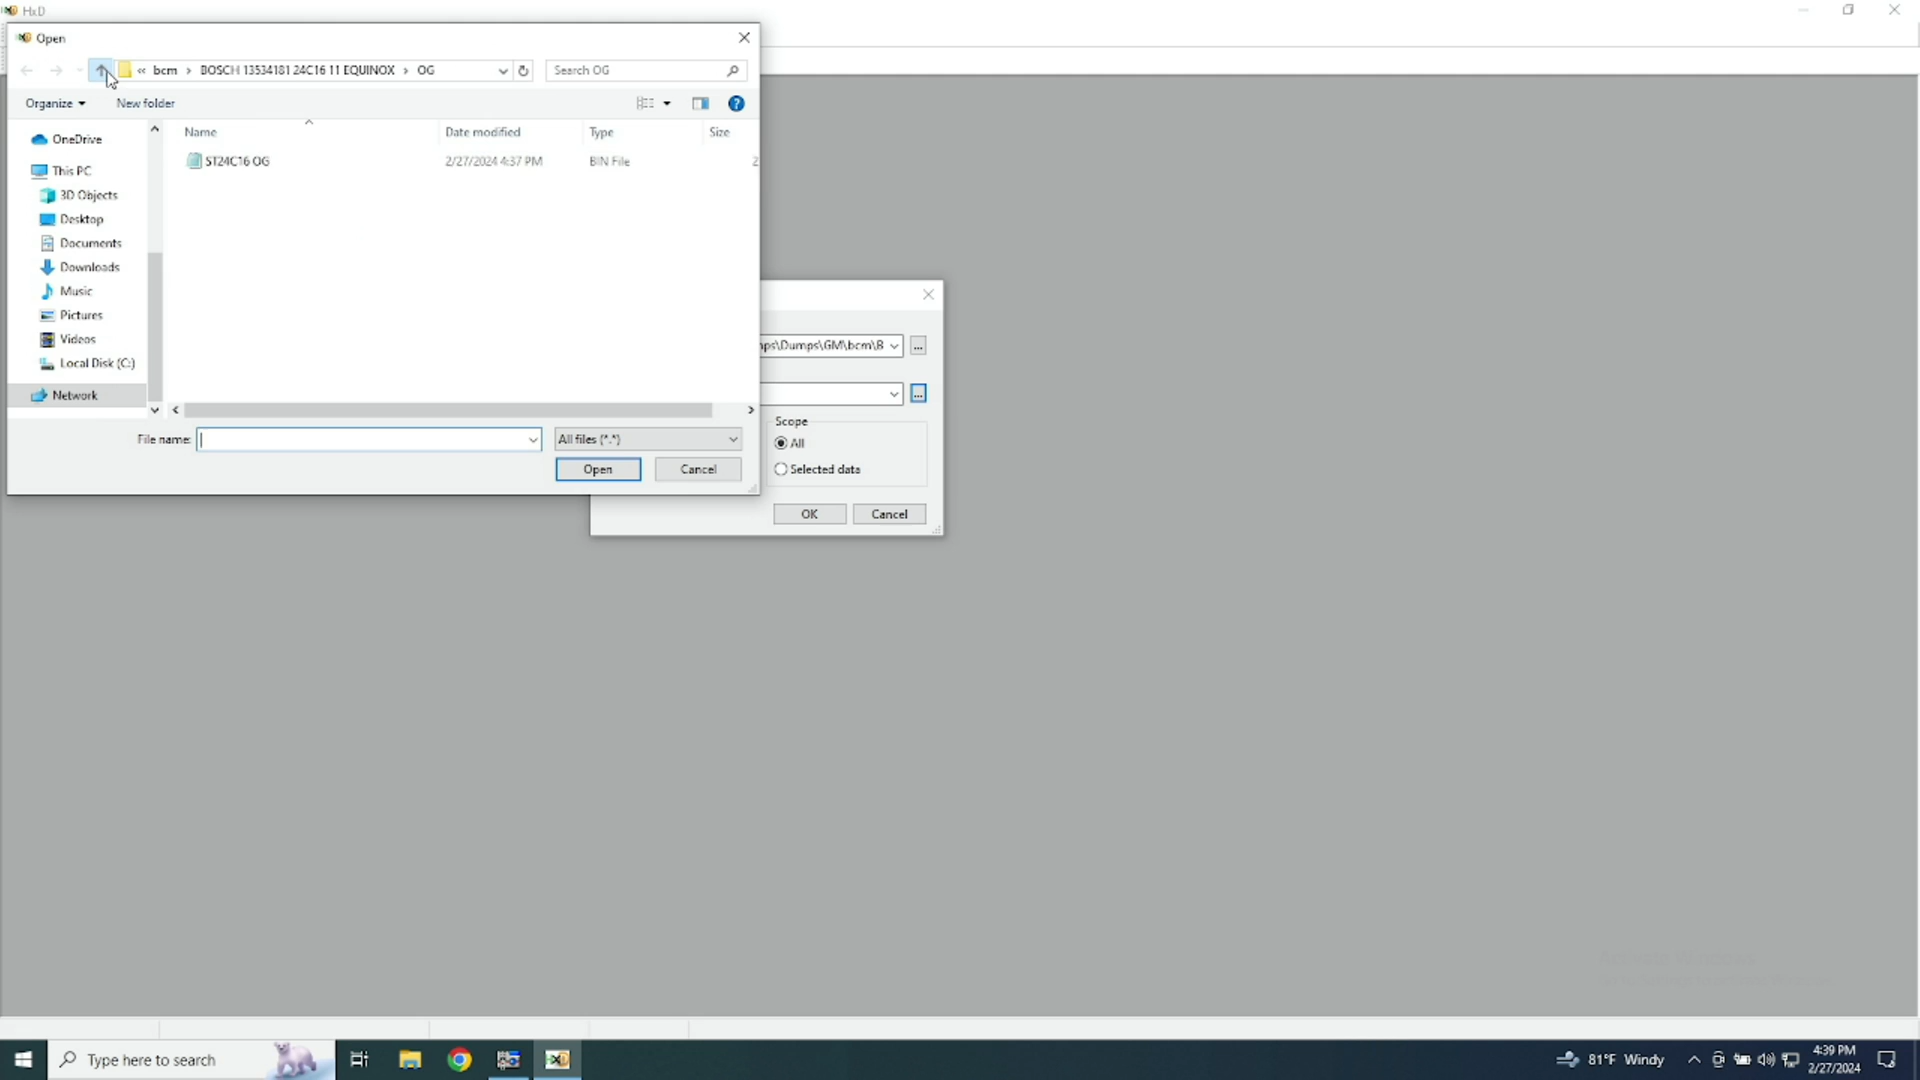 HxD
Open
« bcm › BOSCH 13534181 24C16 11 EQUINOX › OG
Search OG
Organize
New folder
Name
Date modified
Type
Size
OneDrive
This PC
3D Objects
Desktop
Documents
Downloads
Music
Pictures
Videos
Local Disk (C:)
Network
ST24C16 OG
2/27/2024 4:37 PM
BIN File
2
File name:
All files (*.*)
Open
Cancel
ps\Dumps\GM\bcm\B
...
...
Scope
All
Selected data
OK
Cancel
Type here to search
81°F Windy
4:39 PM
2/27/2024